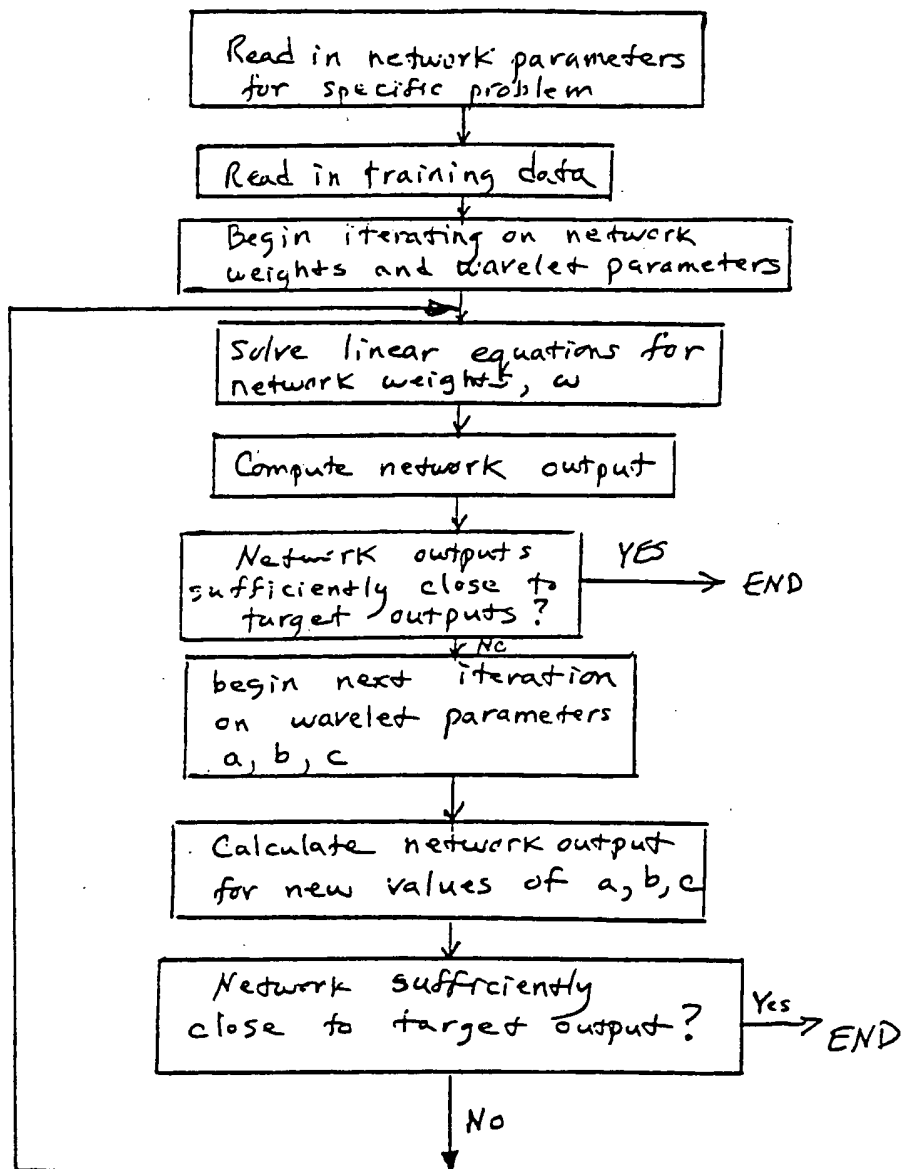 Read in network parameters
for specific problem
Read in training data
Begin iterating on network
weights and wavelet parameters
Solve linear equations for
network weights, ω
Compute network output
Network outputs
sufficiently close to
target outputs?
YES
END
No
begin next iteration
on wavelet parameters
a, b, c
Calculate network output
for new values of a, b, c
Network sufficiently
close to target output?
Yes
END
No